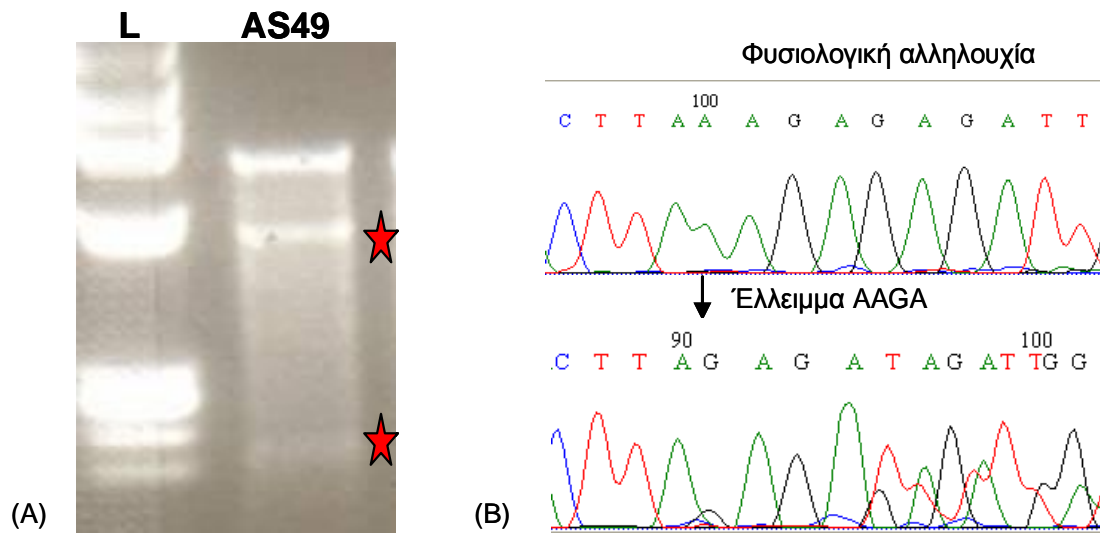 L AS49
(A)
Φυσιολογική αλληλουχία
100
C T T A A A G A G A G A T T
Έλλειμμα AAGA
90 100
C T T A G A G A T A G A T T G G
(B)